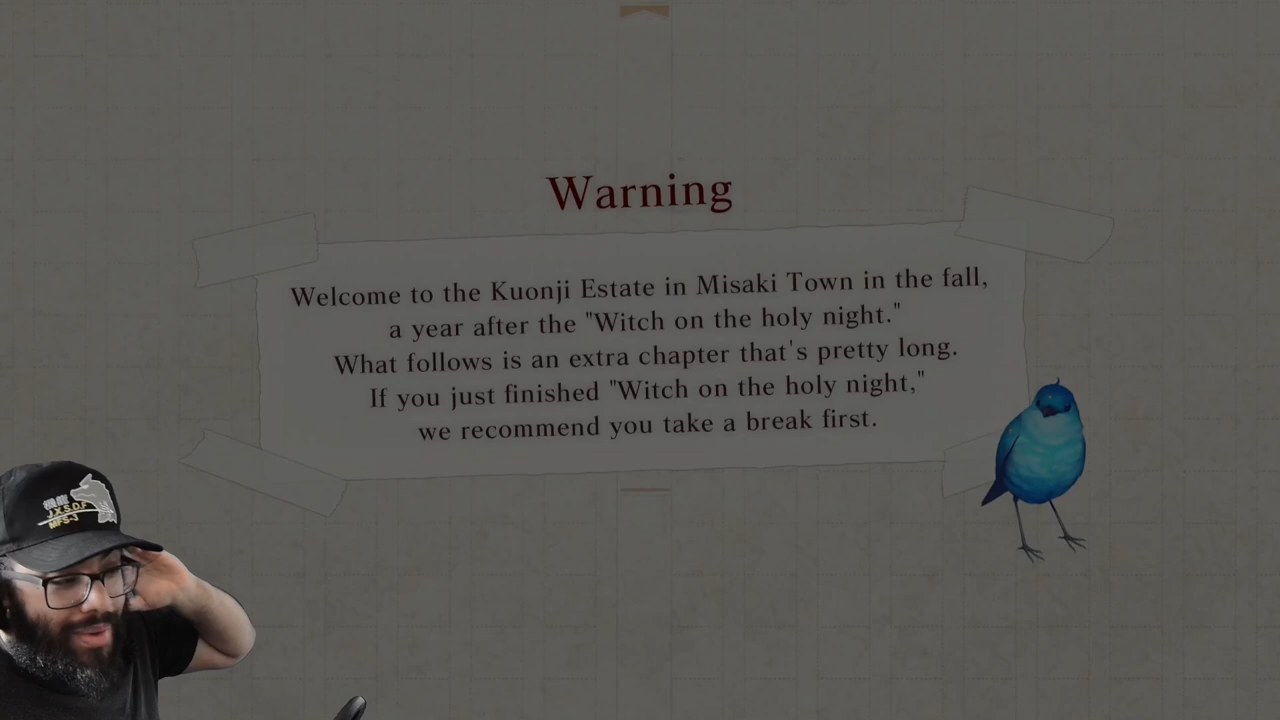 Warning
Welcome to the Kuonji Estate in Misaki Town in the fall,
a year after the "Witch on the holy night."
What follows is an extra chapter that's pretty long.
If you just finished "Witch on the holy night,"
we recommend you take a break first.
J.X.S.D.F
MFS-3